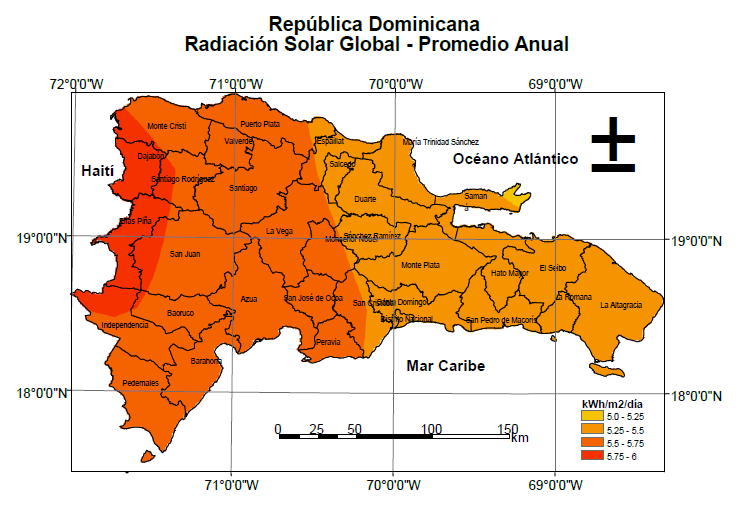 República Dominicana
Radiación Solar Global - Promedio Anual
72°0'0"W
71°0'0"W
70°0'0"W
69°0'0"W
Monte Cristi
Puerto Plata
Valverde
Espaillat
María Trinidad Sánchez
Océano Atlántico
Haití
Dajabón
Salcedo
Santiago Rodríguez
Santiago
Duarte
Samaná
Elías Piña
La Vega
Monseñor Nouel
Sánchez Ramírez
19°0'0"N
19°0'0"N
San Juan
Monte Plata
Hato Mayor
El Seibo
Azua
San José de Ocoa
San Cristóbal
Santo Domingo
La Romana
La Altagracia
Baoruco
Independencia
Distrito Nacional
San Pedro de Macorís
Peravia
Barahona
Mar Caribe
Pedernales
18°0'0"N
18°0'0"N
kWh/m2/día
5.0 - 5.25
5.25 - 5.5
5.5 - 5.75
5.75 - 6
0 25 50 100 150
km
71°0'0"W
70°0'0"W
69°0'0"W